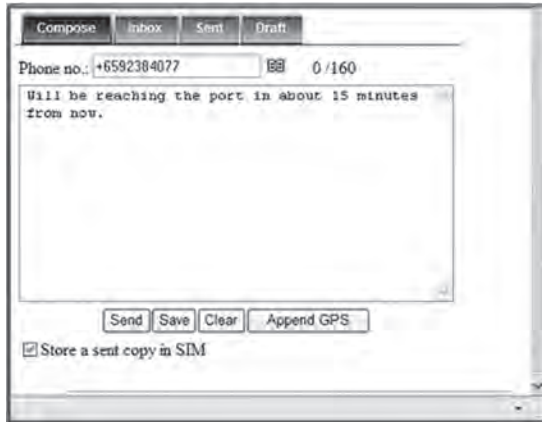 Compose Inbox Sent Draft
Phone no.: +6592384077 0 /160
Will be reaching the port in about 15 minutes
from now.
Send Save Clear Append GPS
Store a sent copy in SIM